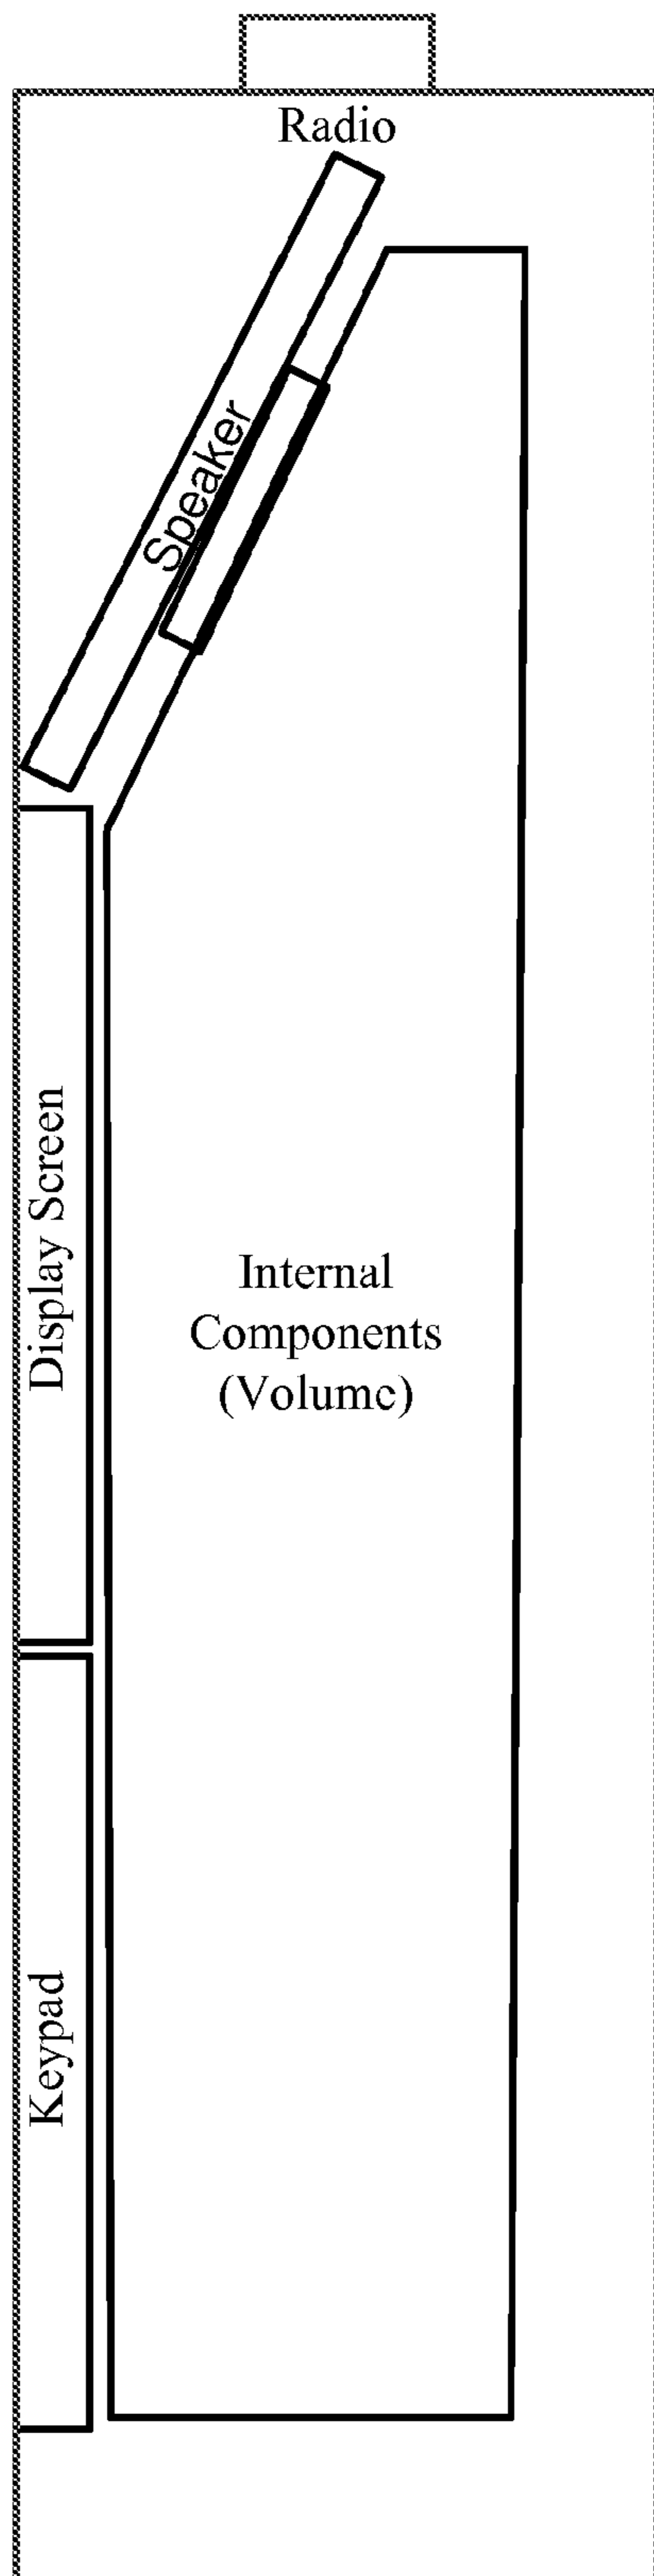 Radio
Speaker
Display Screen
Internal
Components
(Volume)
Keypad